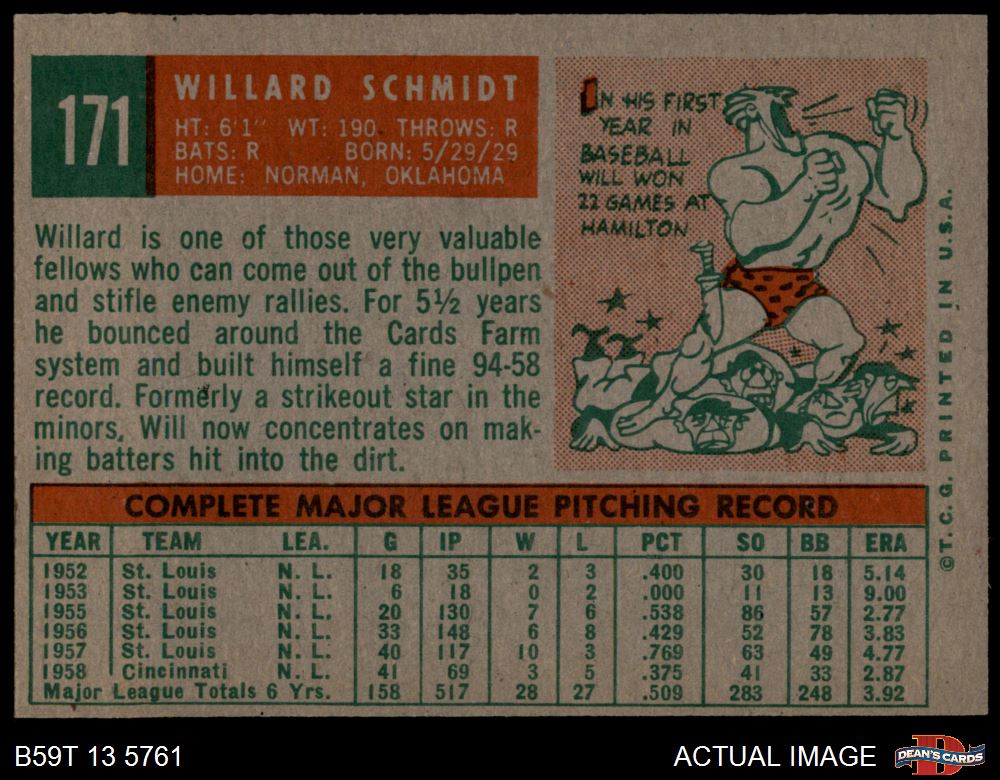 171
WILLARD SCHMIDT
HT: 6'1" WT: 190 THROWS: R
BATS: R BORN: 5/29/29
HOME: NORMAN, OKLAHOMA
IN HIS FIRST
YEAR IN
BASEBALL
WILL WON
22 GAMES AT
HAMILTON
Willard is one of those very valuable
fellows who can come out of the bullpen
and stifle enemy rallies. For 5½ years
he bounced around the Cards Farm
system and built himself a fine 94-58
record. Formerly a strikeout star in the
minors, Will now concentrates on mak-
ing batters hit into the dirt.
COMPLETE MAJOR LEAGUE PITCHING RECORD
YEAR TEAM LEA. G IP W L PCT SO BB ERA
1952 St. Louis N. L. 18 35 2 3 .400 30 18 5.14
1953 St. Louis N. L. 6 18 0 2 .000 11 13 9.00
1955 St. Louis N. L. 20 130 7 6 .538 86 57 2.77
1956 St. Louis N. L. 33 148 6 8 .429 52 78 3.83
1957 St. Louis N. L. 40 117 10 3 .769 63 49 4.77
1958 Cincinnati N. L. 41 69 3 5 .375 41 33 2.87
Major League Totals 6 Yrs. 158 517 28 27 .509 283 248 3.92
©T. C. G. PRINTED IN U.S.A.
B59T 13 5761
ACTUAL IMAGE
D
DEAN'S CARDS